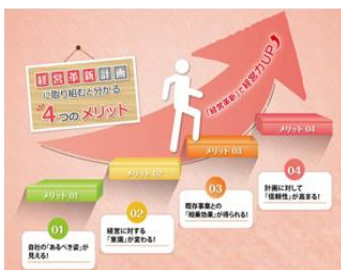 経営革新計画
に取り組むと分かる
4つのメリット
「経営革新」で経営力UP!
メリット 01
メリット 02
メリット 03
メリット 04
01
自社の「あるべき姿」が
見える!
02
経営に対する
「意識」が変わる!
03
既存事業との
「相乗効果」が得られる!
04
計画に対して
「信頼性」が高まる!